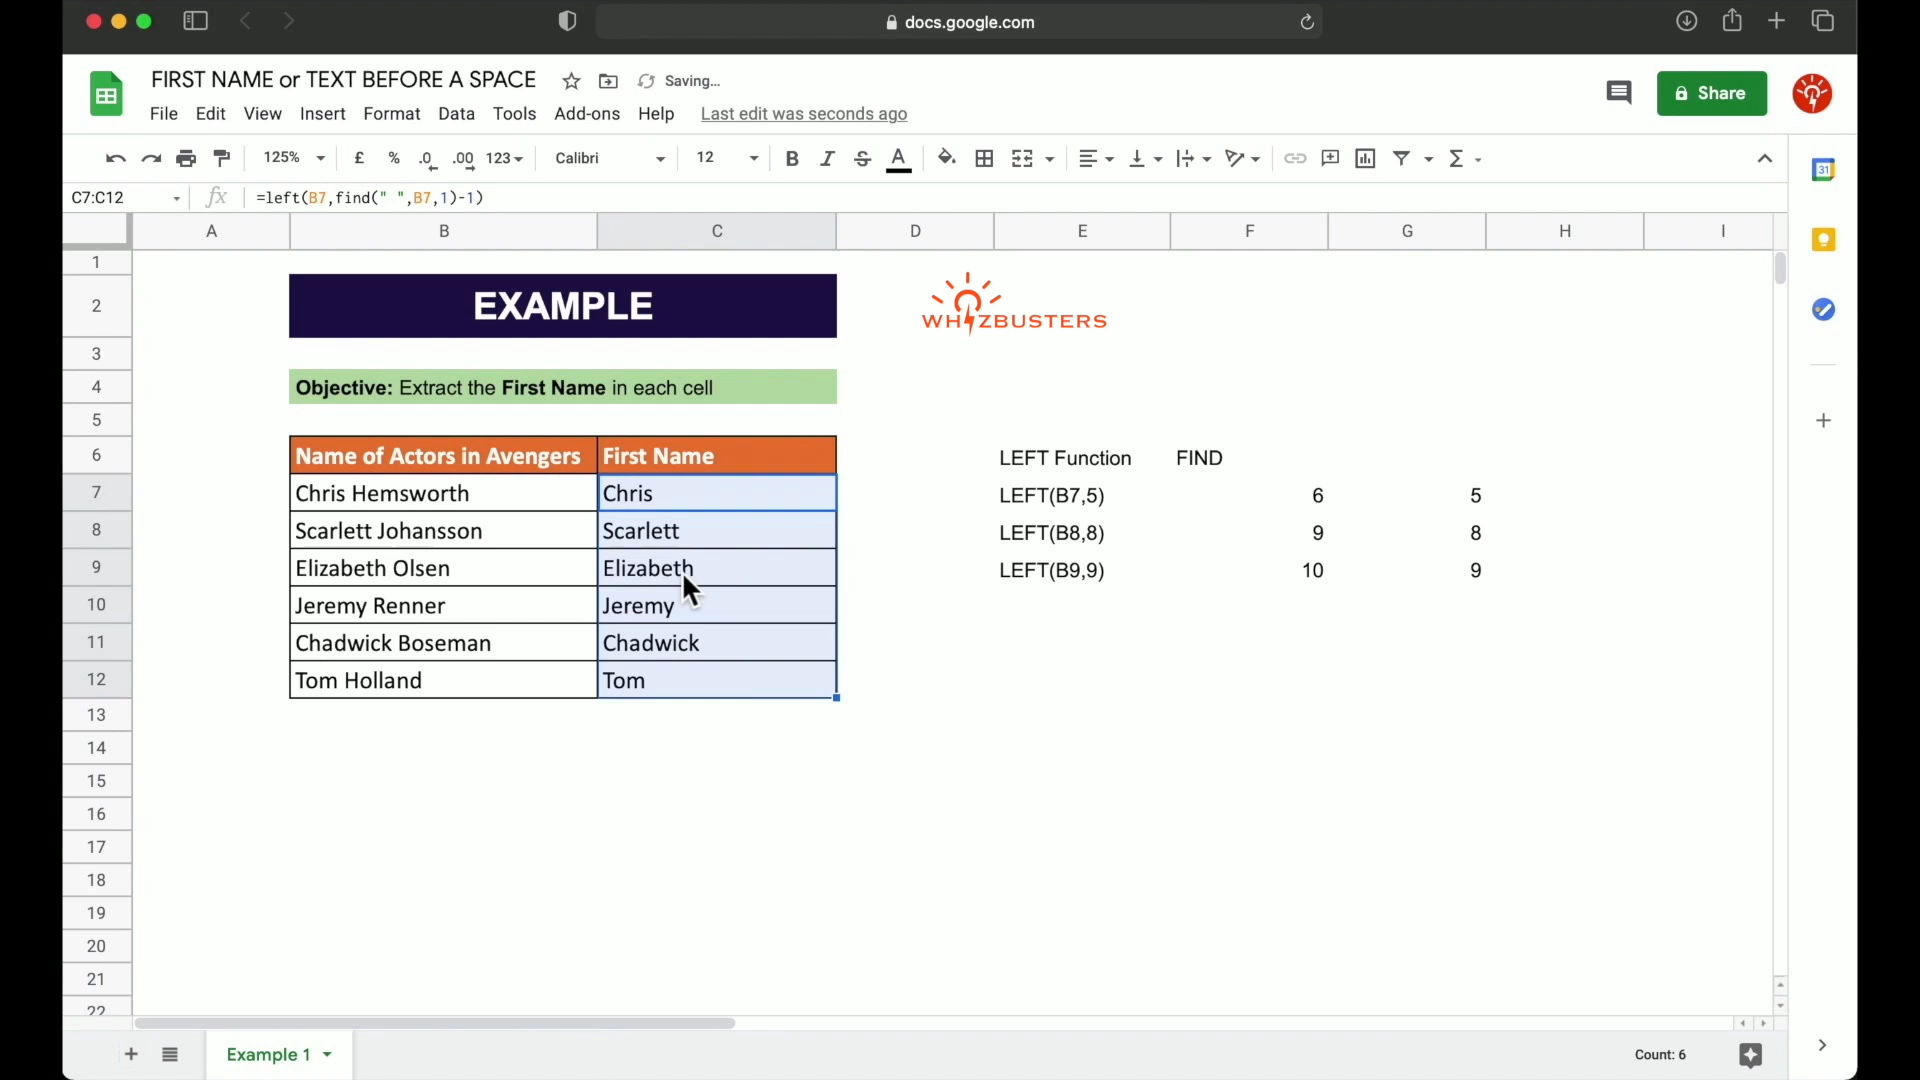 docs.google.com
FIRST NAME or TEXT BEFORE A SPACE Saving...
File Edit View Insert Format Data Tools Add-ons Help Last edit was seconds ago
Share
125% £ % .0 .00 123 Calibri 12 B I S A Σ
31
C7:C12 fx =left(B7,find(" ",B7,1)-1)
A B C D E F G H I
1
2 EXAMPLE WHIZBUSTERS
3
4 Objective: Extract the First Name in each cell
5
6 Name of Actors in Avengers First Name LEFT Function FIND
7 Chris Hemsworth Chris LEFT(B7,5) 6 5
8 Scarlett Johansson Scarlett LEFT(B8,8) 9 8
9 Elizabeth Olsen Elizabeth LEFT(B9,9) 10 9
10 Jeremy Renner Jeremy
11 Chadwick Boseman Chadwick
12 Tom Holland Tom
13
14
15
16
17
18
19
20
21
22
Example 1 Count: 6